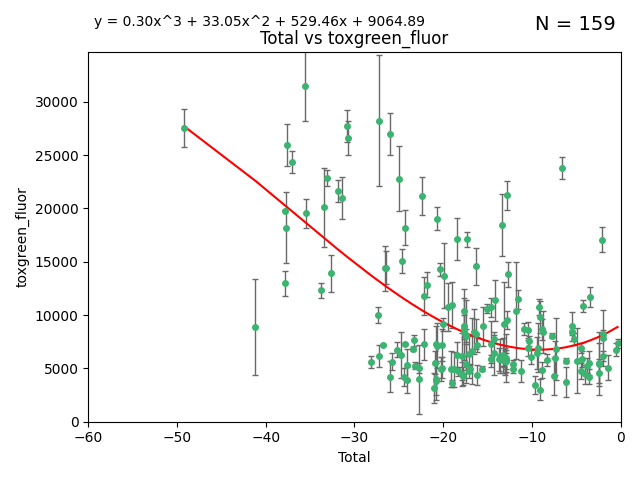 y = 0.30x^3 + 33.05x^2 + 529.46x + 9064.89
N = 159
Total vs toxgreen_fluor
toxgreen_fluor
30000
25000
20000
15000
10000
5000
0
−60
−50
−40
−30
−20
−10
0
Total